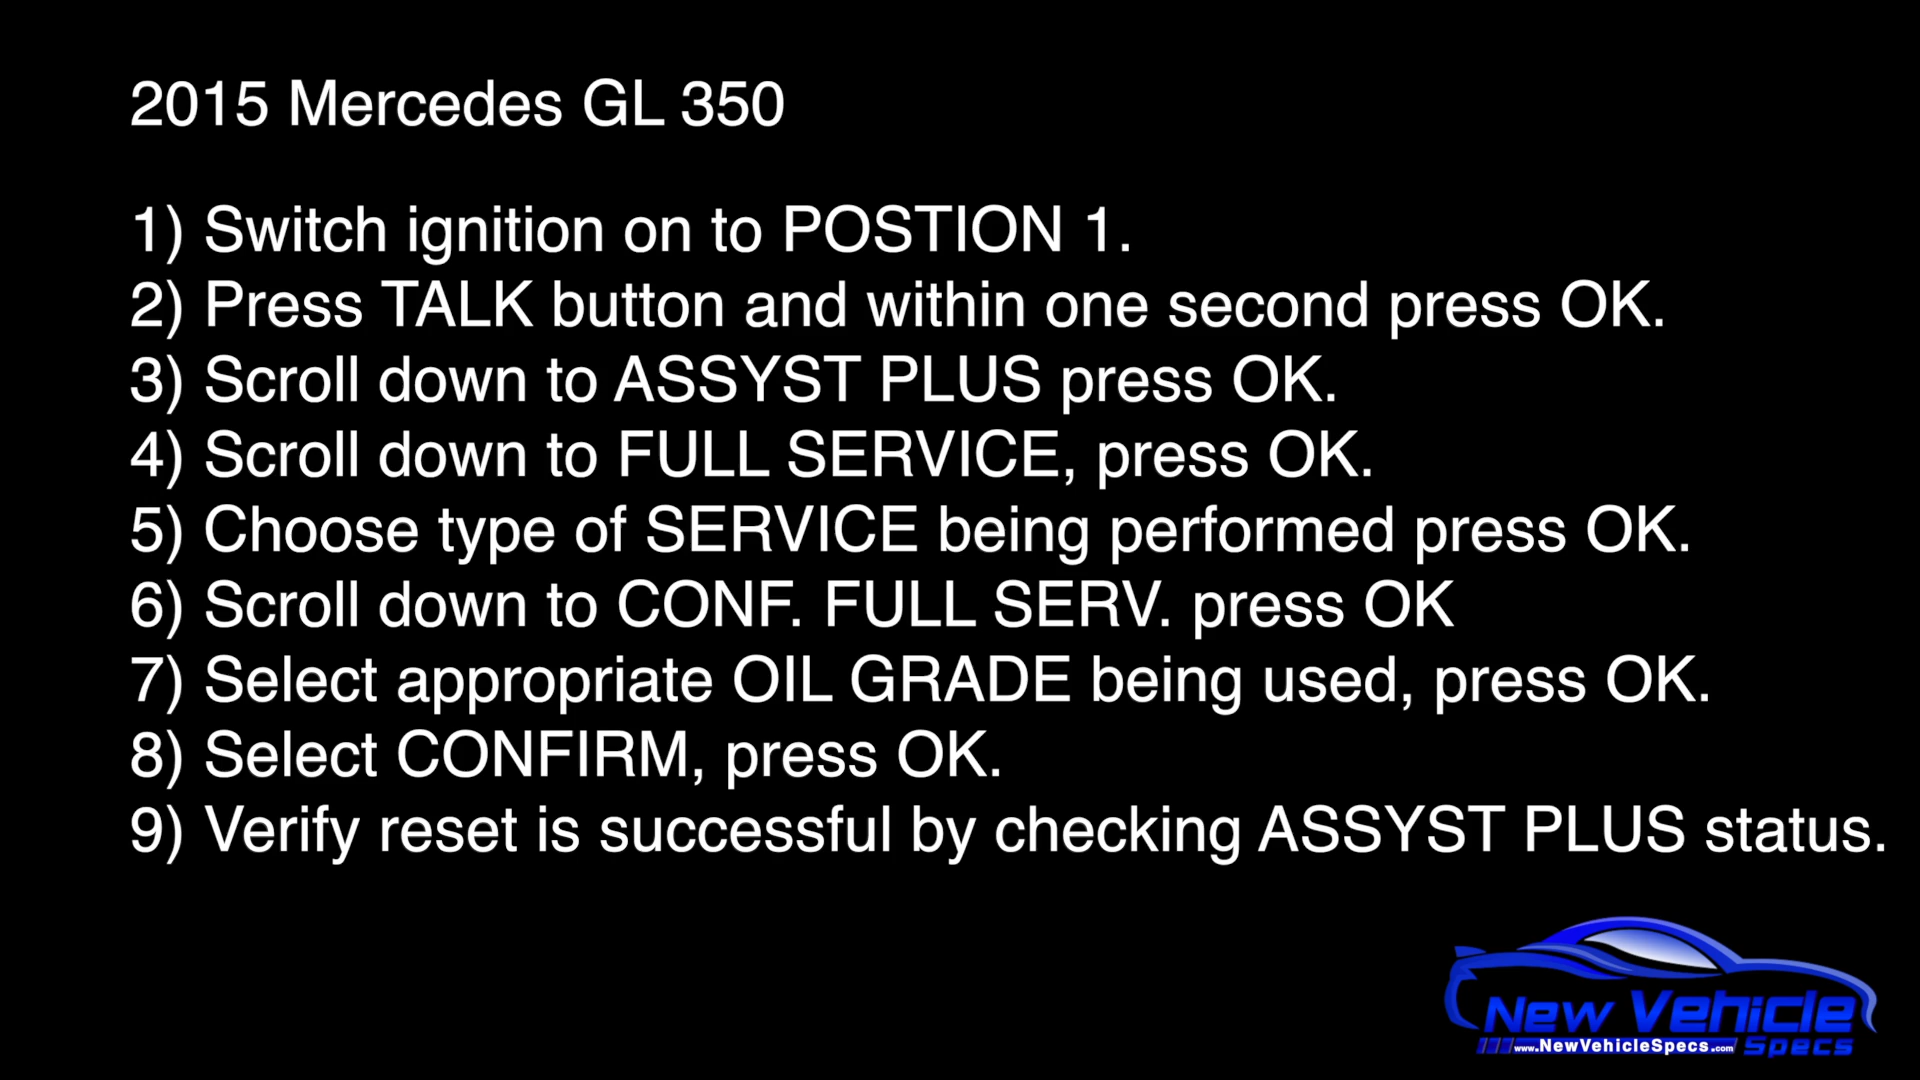 2015 Mercedes GL 350
1) Switch ignition on to POSTION 1.
2) Press TALK button and within one second press OK.
3) Scroll down to ASSYST PLUS press OK.
4) Scroll down to FULL SERVICE, press OK.
5) Choose type of SERVICE being performed press OK.
6) Scroll down to CONF. FULL SERV. press OK
7) Select appropriate OIL GRADE being used, press OK.
8) Select CONFIRM, press OK.
9) Verify reset is successful by checking ASSYST PLUS status.
New Vehicle
www.NewVehicleSpecs.com Specs